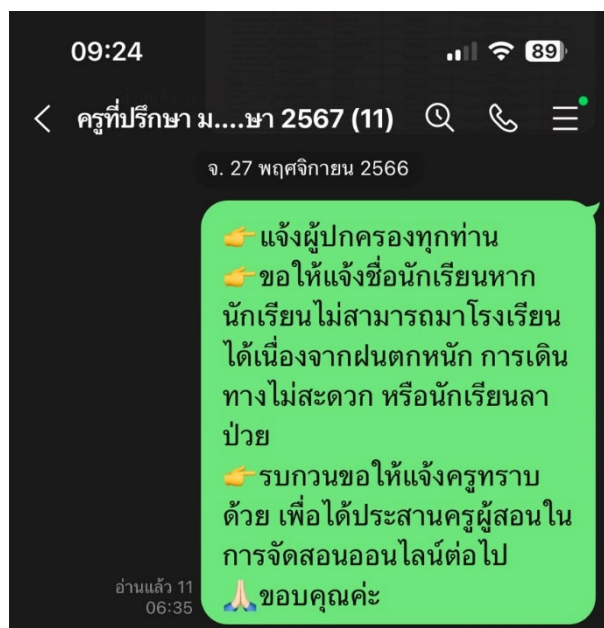 09:24
89
ครูที่ปรึกษา ม....ษา 2567 (11)
จ. 27 พฤศจิกายน 2566
👉แจ้งผู้ปกครองทุกท่าน
👉ขอให้แจ้งชื่อนักเรียนหาก
นักเรียนไม่สามารถมาโรงเรียน
ได้เนื่องจากฝนตกหนัก การเดิน
ทางไม่สะดวก หรือนักเรียนลา
ป่วย
👉รบกวนขอให้แจ้งครูทราบ
ด้วย เพื่อได้ประสานครูผู้สอนใน
การจัดสอนออนไลน์ต่อไป
🙏🏻ขอบคุณค่ะ
อ่านแล้ว 11
06:35